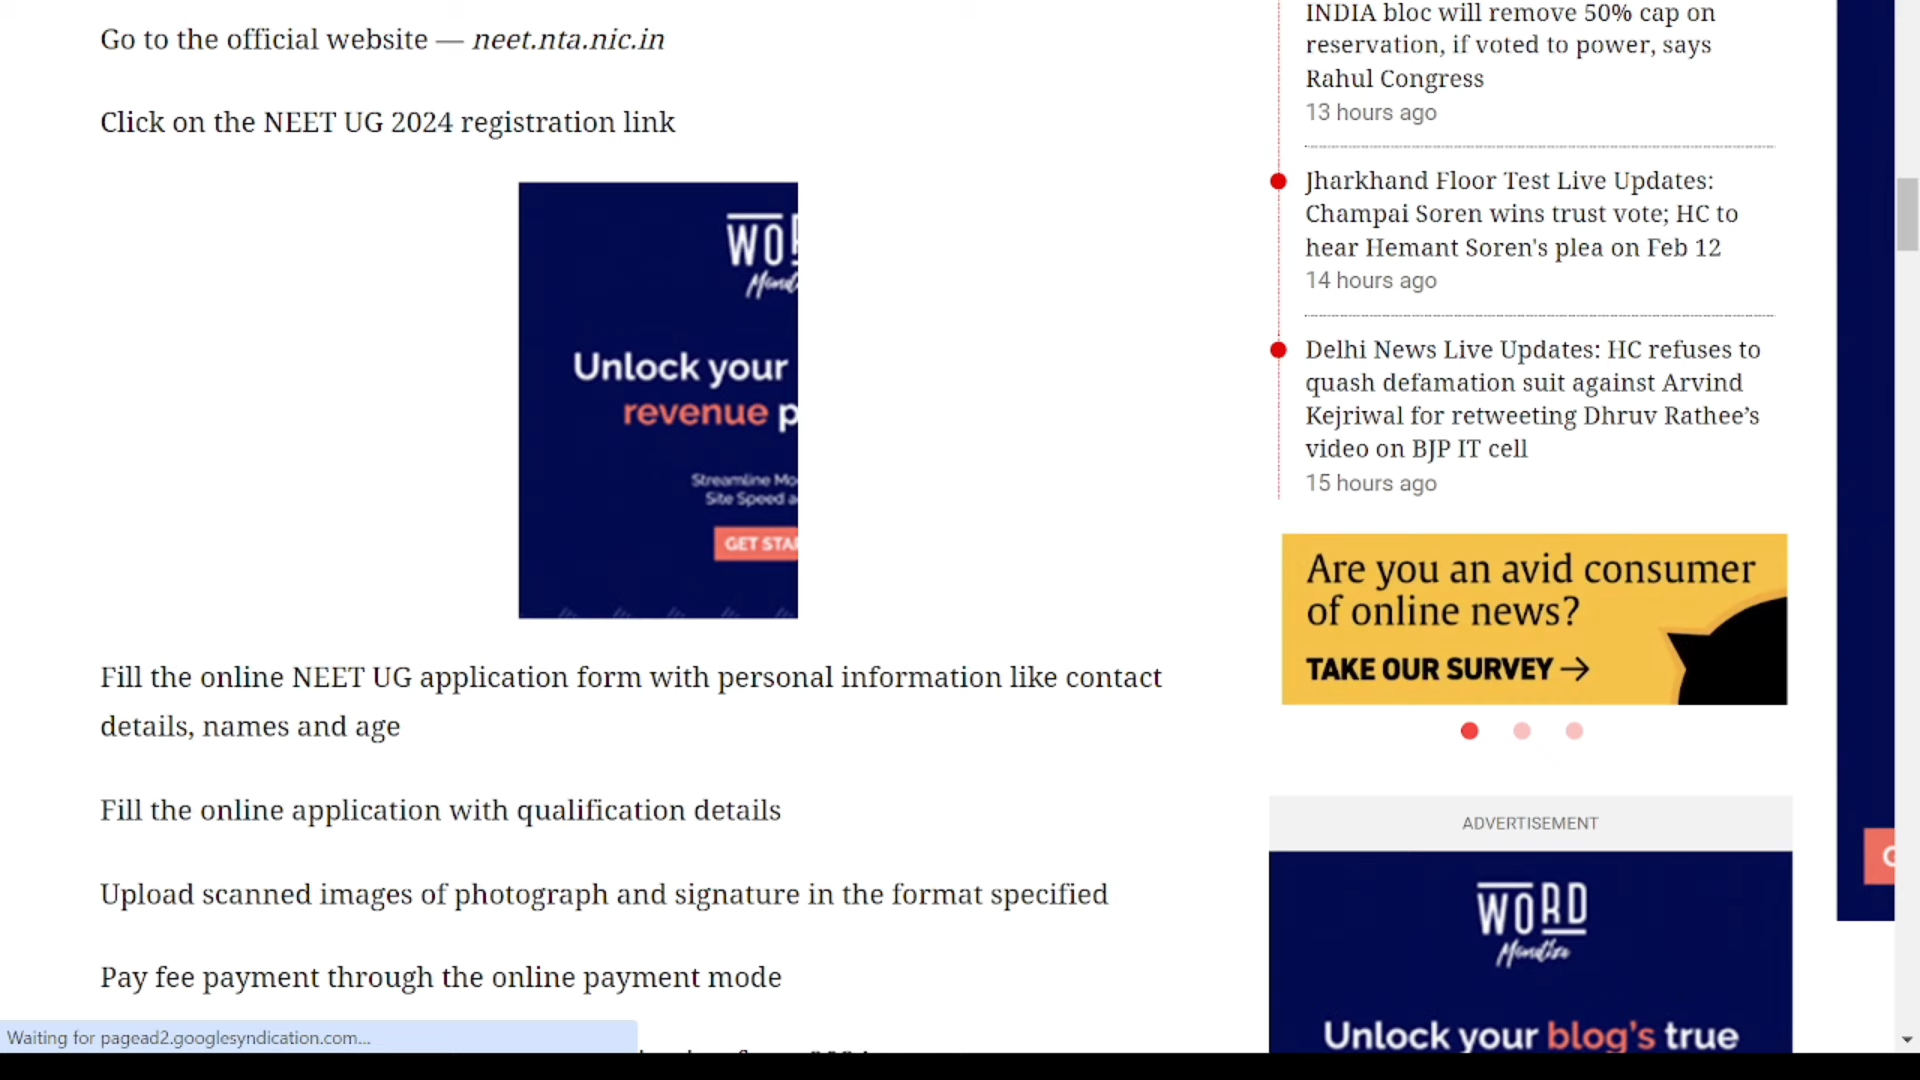 Go to the official website — neet.nta.nic.in
Click on the NEET UG 2024 registration link
WO
Unlock your
revenue p
Streamline Mo
Site Speed a
GET STA
Fill the online NEET UG application form with personal information like contact
details, names and age
Fill the online application with qualification details
Upload scanned images of photograph and signature in the format specified
Pay fee payment through the online payment mode
Waiting for pagead2.googlesyndication.com...
INDIA bloc will remove 50% cap on
reservation, if voted to power, says
Rahul Congress
13 hours ago
Jharkhand Floor Test Live Updates:
Champai Soren wins trust vote; HC to
hear Hemant Soren's plea on Feb 12
14 hours ago
Delhi News Live Updates: HC refuses to
quash defamation suit against Arvind
Kejriwal for retweeting Dhruv Rathee’s
video on BJP IT cell
15 hours ago
Are you an avid consumer
of online news?
TAKE OUR SURVEY →
ADVERTISEMENT
WORD
Unlock your blog's true